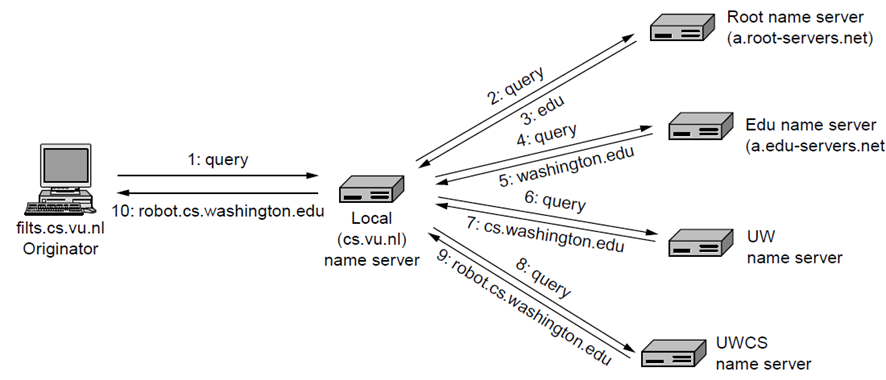 Root name server
(a.root-servers.net)
2: query
3: edu
4: query
Edu name server
(a.edu-servers.net
1: query
5: washington.edu
6: query
10: robot.cs.washington.edu
filts.cs.vu.nl
Originator
Local
(cs.vu.nl)
name server
7: cs.washington.edu
UW
name server
8: query
9: robot.cs.washington.edu
UWCS
name server